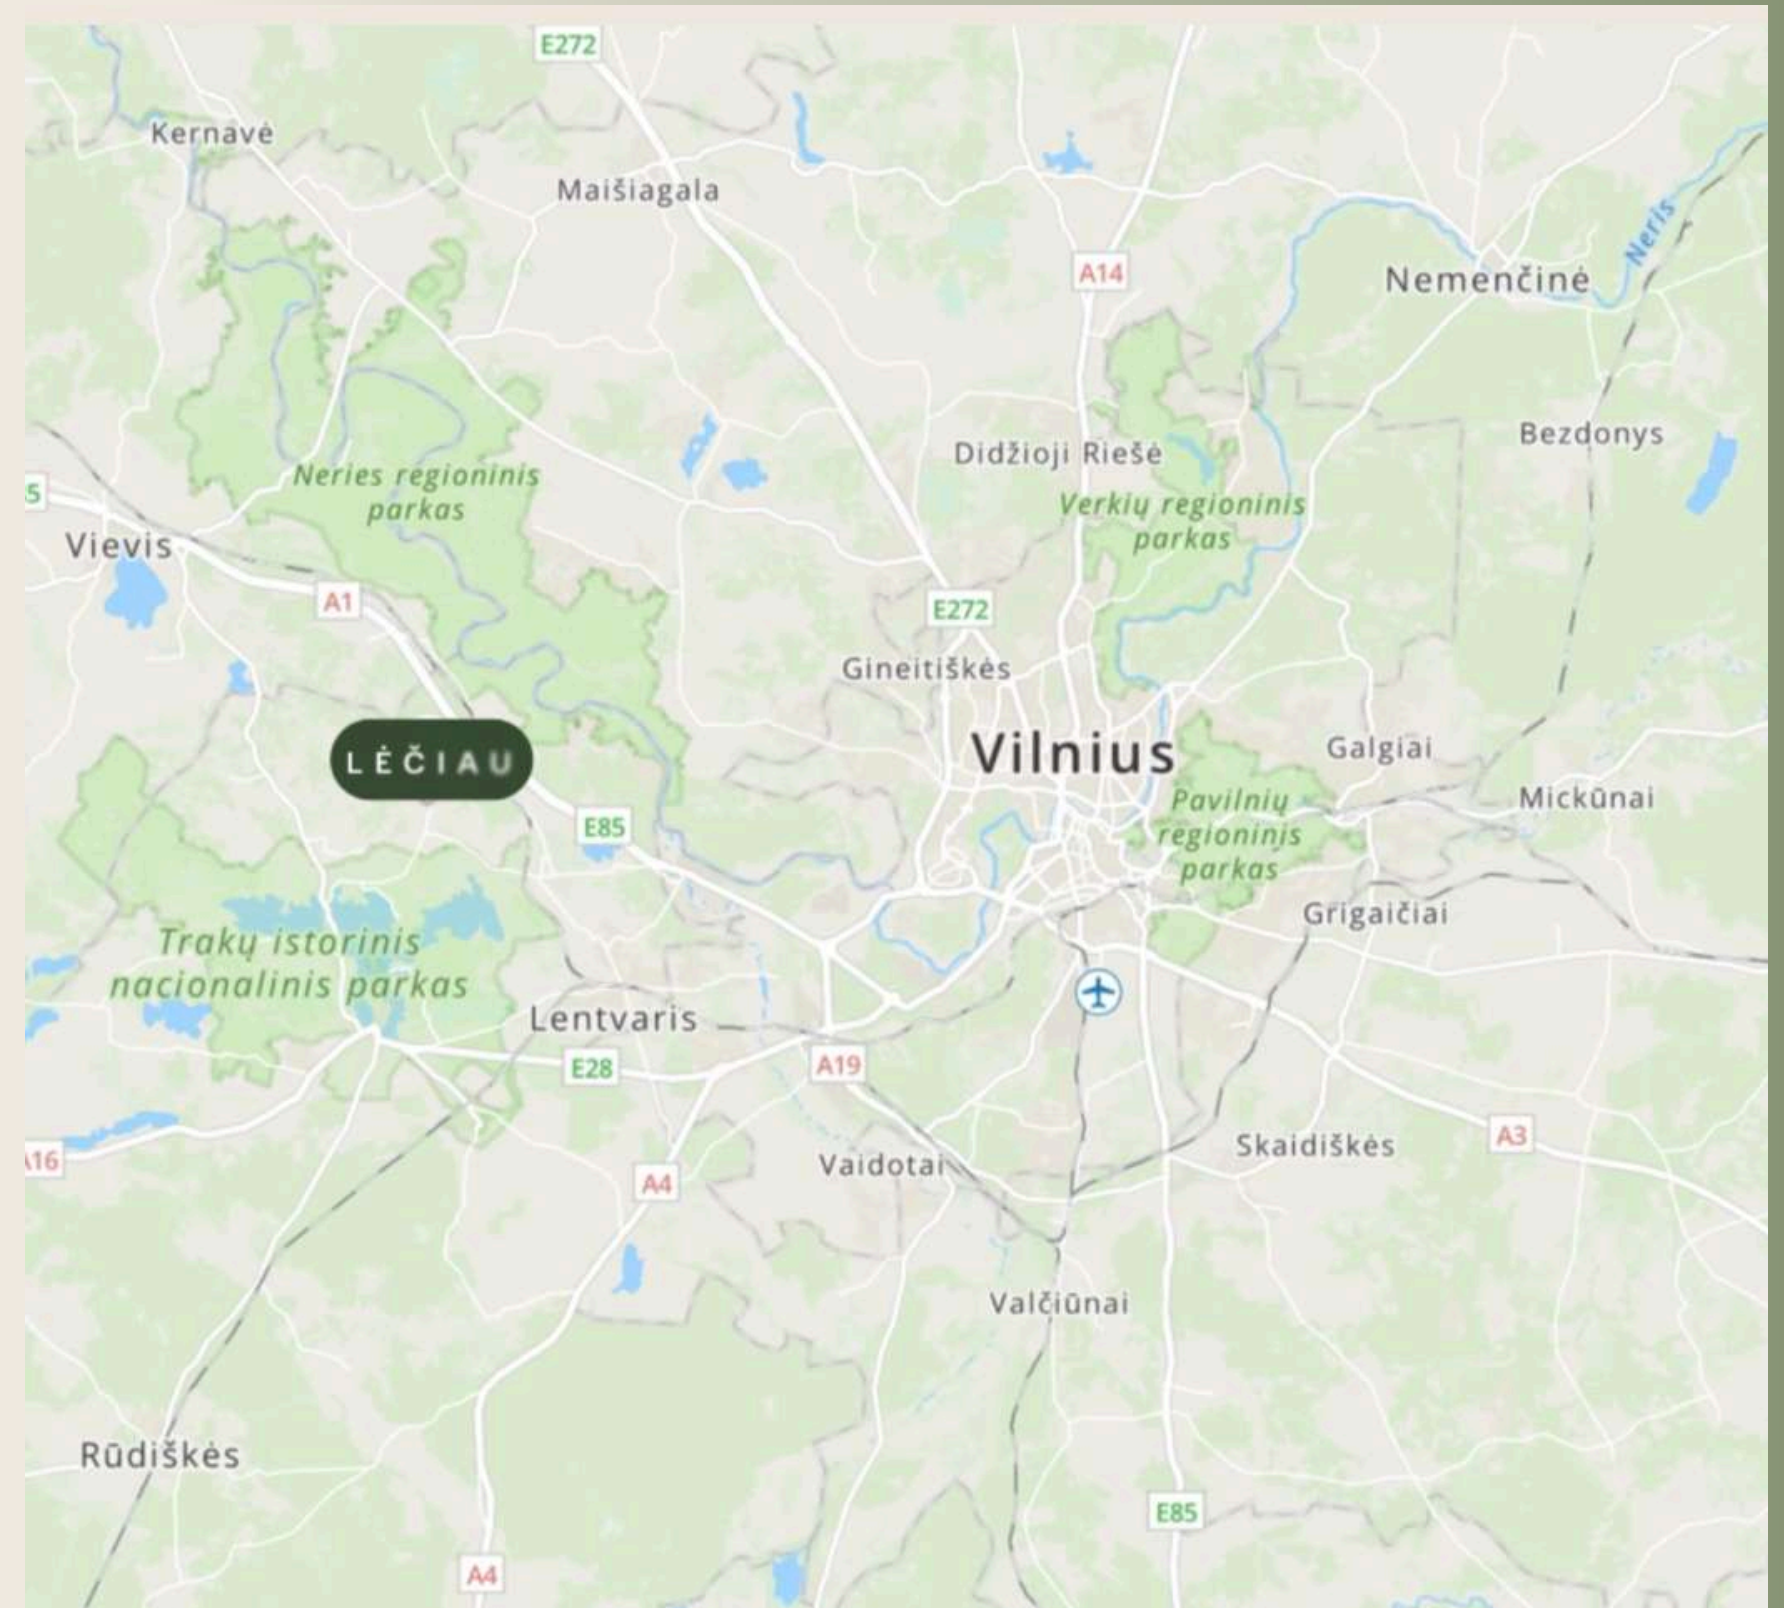 E272
Kernavė
Maišiagala
A14
Neris
Nemenčinė
Bezdonys
Didžioji Riešė
Neries regioninis
parkas
5
Verkių regioninis
parkas
Vievis
A1
E272
Gineitiškės
Vilnius
Galgiai
LĖČIAU
Mickūnai
Pavilnių
regioninis
parkas
E85
Grigaičiai
Trakų istorinis
nacionalinis parkas
Lentvaris
E28
A19
A16
Vaidotai
Skaidiškės
A3
A4
Valčiūnai
Rūdiškės
E85
A4